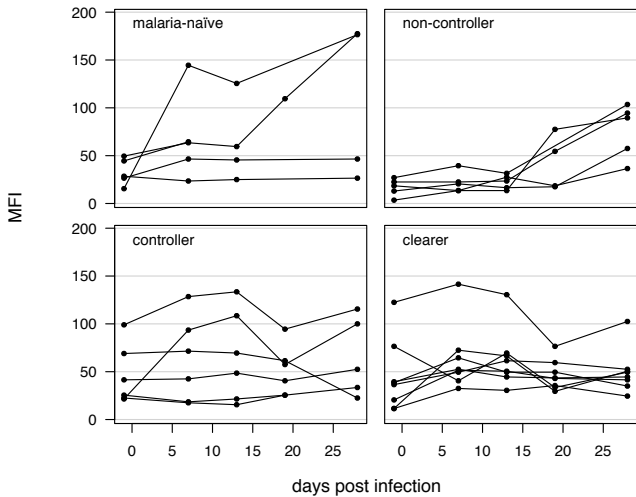 malaria-naïve
non-controller
200
150
100
50
0
MFI
controller
clearer
200
150
100
50
0
0 5 10 15 20 25
0 5 10 15 20 25
days post infection